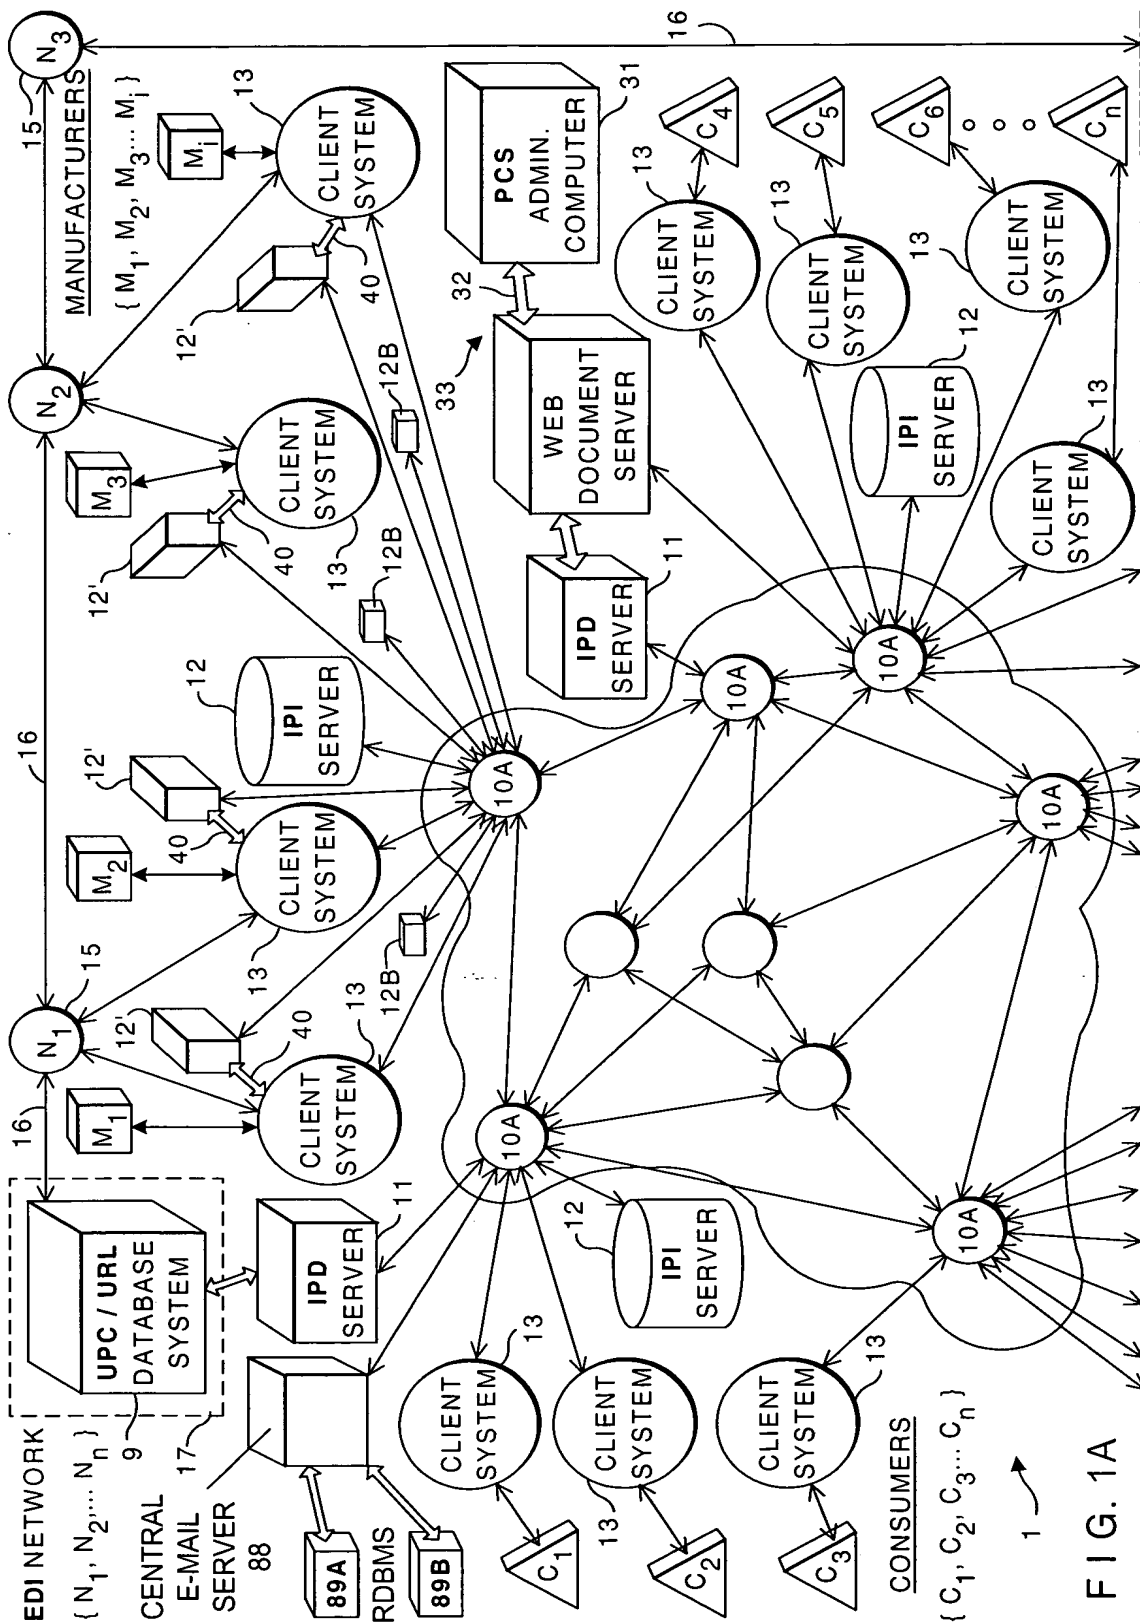 EDI NETWORK
{ N1, N2,... Nn }
9
17
UPC / URL
DATABASE
SYSTEM
16
N1
15
16
N2
15
N3
16
MANUFACTURERS
{ M1, M2, M3... Mi }
M1
M2
M3
Mi
12'
40
CLIENT
SYSTEM
13
12'
40
CLIENT
SYSTEM
13
12'
40
CLIENT
SYSTEM
13
12'
40
CLIENT
SYSTEM
13
CENTRAL
E-MAIL
SERVER
88
89A
RDBMS
89B
IPD
SERVER
11
12B
12B
12B
IPI
SERVER
12
10A
33
32
PCS
ADMIN.
COMPUTER
31
WEB
DOCUMENT
SERVER
IPD
SERVER
11
10A
10A
10A
10A
10A
IPI
SERVER
12
CLIENT
SYSTEM
13
C4
CLIENT
SYSTEM
13
C5
CLIENT
SYSTEM
13
C6
Cn
CLIENT
SYSTEM
13
IPI
SERVER
12
CLIENT
SYSTEM
13
C1
CLIENT
SYSTEM
13
C2
CLIENT
SYSTEM
13
C3
CONSUMERS
{ C1, C2, C3... Cn }
1
FIG. 1A